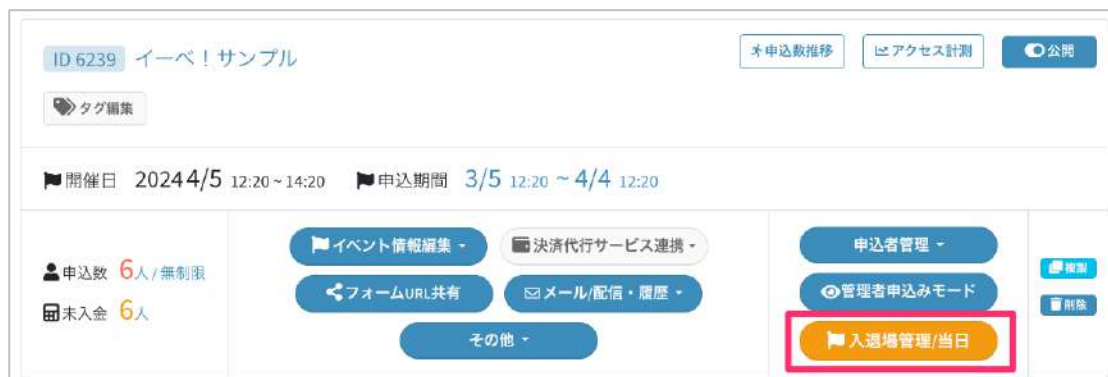 ID 6239 イーベ！サンプル 申込数推移 アクセス計測 公開
タグ編集
開催日 2024 4/5 12:20 ~ 14:20 申込期間 3/5 12:20 ~ 4/4 12:20
イベント情報編集 決済代行サービス連携 申込者管理
申込数 6人 / 無制限 フォームURL共有 メール/配信・履歴 管理者申込みモード 複製
未入金 6人 削除
その他 入退場管理/当日